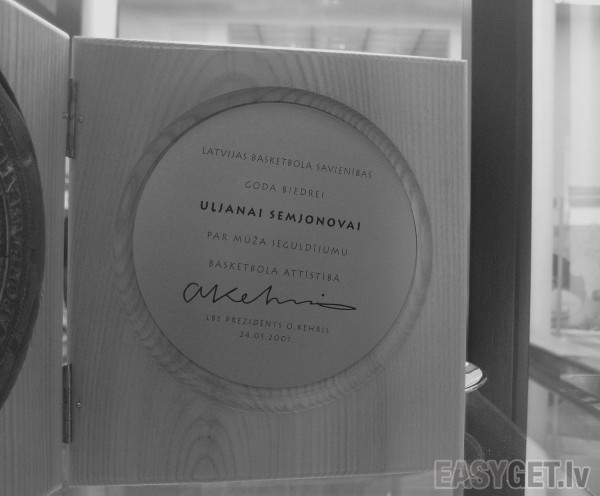 LATVIJAS BASKETBOLA SAVIENĪBAS
GODA BIEDREI
ULJANAI SEMJONOVAI
PAR MŪŽA IEGULDĪJUMU
BASKETBOLA ATTĪSTĪBĀ
LBS PREZIDENTS O.KEHRIS
24.01.2001
EASYGET.lv